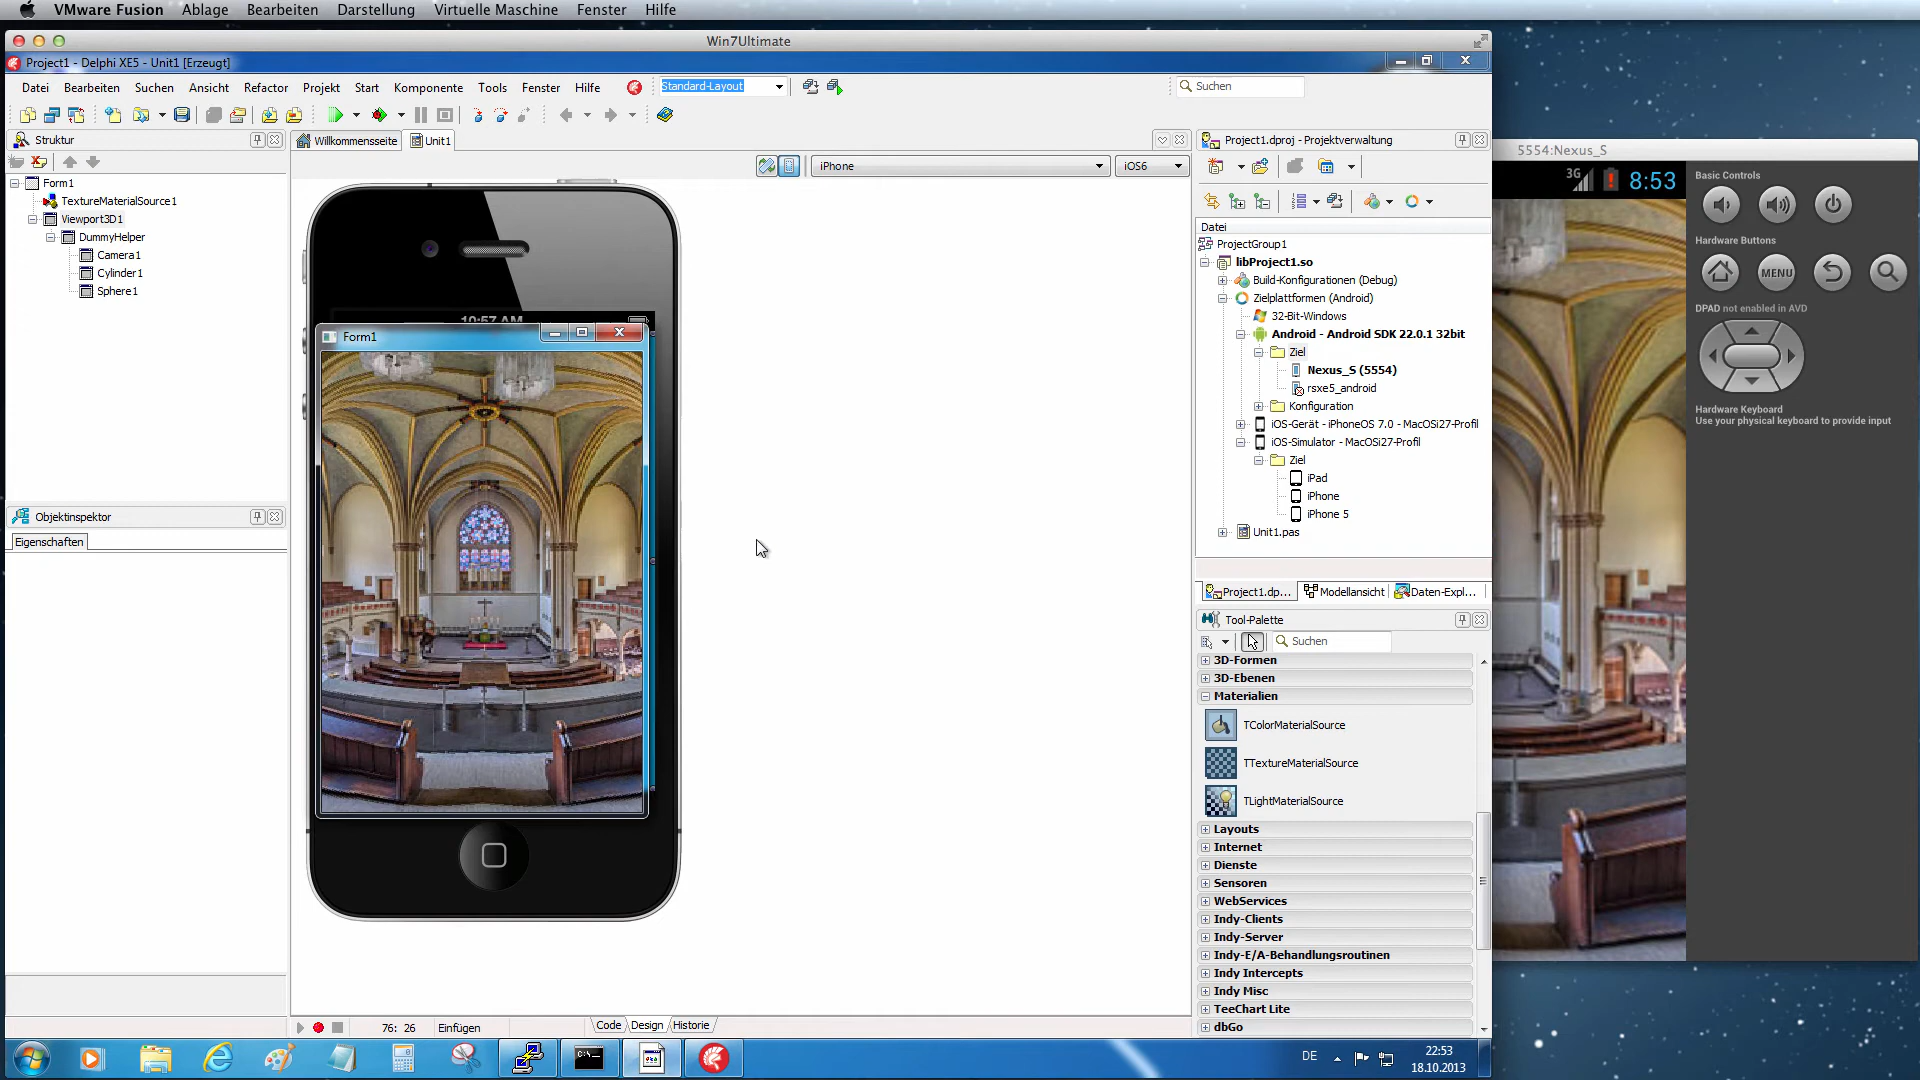 VMware Fusion Ablage Bearbeiten Darstellung Virtuelle Maschine Fenster Hilfe
Win7Ultimate
Project1 - Delphi XE5 - Unit1 [Erzeugt]
Datei Bearbeiten Suchen Ansicht Refactor Projekt Start Komponente Tools Fenster Hilfe
Standard-Layout
Suchen
Struktur
Form1
TextureMaterialSource1
Viewport3D1
DummyHelper
Camera1
Cylinder1
Sphere1
Objektinspektor
Eigenschaften
Willkommensseite Unit1
iPhone iOS6
10:57 AM
Form1
76: 26 Einfügen
Code Design Historie
Project1.dproj - Projektverwaltung
Datei
ProjectGroup1
libProject1.so
Build-Konfigurationen (Debug)
Zielplattformen (Android)
32-Bit-Windows
Android - Android SDK 22.0.1 32bit
Ziel
Nexus_S (5554)
rsxe5_android
Konfiguration
iOS-Gerät - iPhoneOS 7.0 - MacOSi27-Profil
iOS-Simulator - MacOSi27-Profil
Ziel
iPad
iPhone
iPhone 5
Unit1.pas
Project1.dp... Modellansicht Daten-Expl...
Tool-Palette
Suchen
3D-Formen
3D-Ebenen
Materialien
TColorMaterialSource
TTextureMaterialSource
TLightMaterialSource
Layouts
Internet
Dienste
Sensoren
WebServices
Indy-Clients
Indy-Server
Indy-E/A-Behandlungsroutinen
Indy Intercepts
Indy Misc
TeeChart Lite
dbGo
5554:Nexus_S
3G 8:53
Basic Controls
Hardware Buttons
MENU
DPAD not enabled in AVD
Hardware Keyboard
Use your physical keyboard to provide input
C:\
DE
22:53
18.10.2013